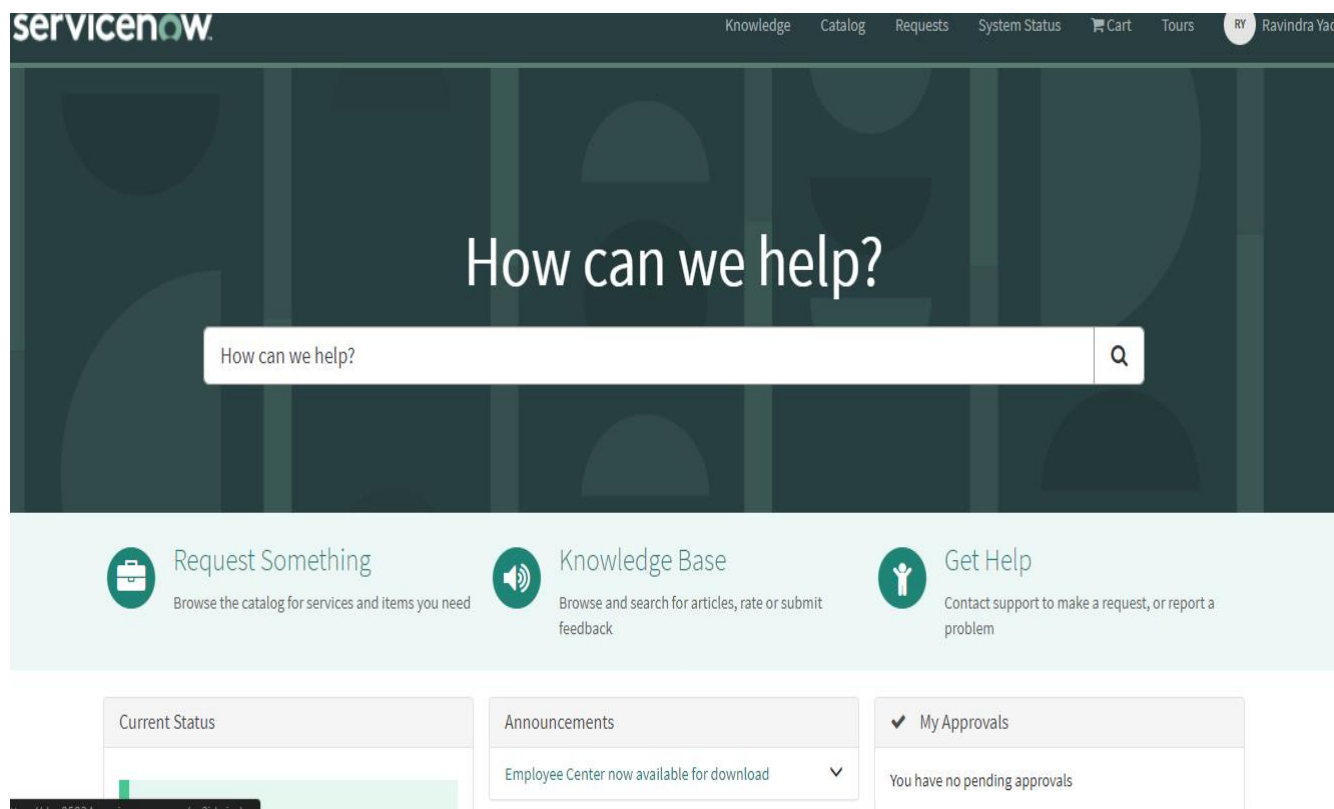 servicenow.
Knowledge Catalog Requests System Status Cart Tours RY Ravindra
How can we help?
How can we help?
Request Something
Browse the catalog for services and items you need
Knowledge Base
Browse and search for articles, rate or submit
feedback
Get Help
Contact support to make a request, or report a
problem
Current Status
Announcements
My Approvals
Employee Center now available for download
You have no pending approvals